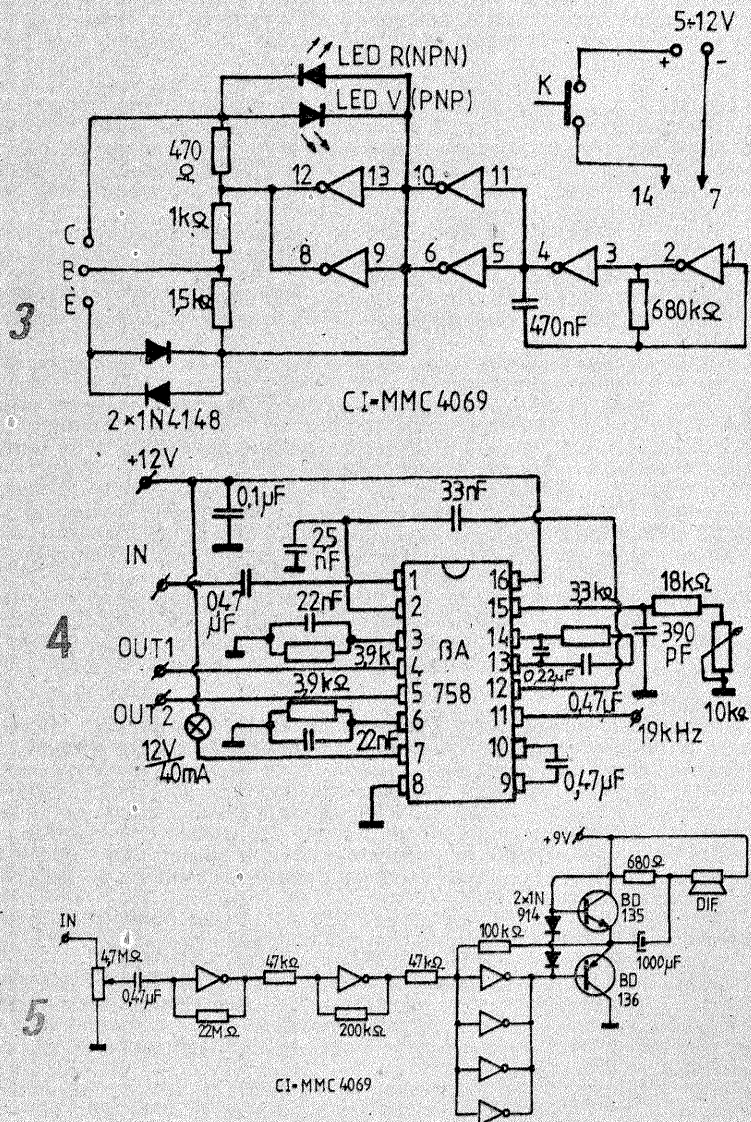 5÷12V
+ -
LED R(NPN)
LED V (PNP)
K
470
Ω
12 13 10 11
14 7
C
1kΩ
8 9 6 5 4 3 2 1
B
E
1,5kΩ
470nF
680kΩ
3
2×1N4148
CI=MMC4069
+12V
0,1µF
33nF
2,5
nF
IN
0,47
µF
22nF
1
2
3
4
5
6
7
8
16
15
14
13
12
11
10
9
βA
758
3,3kΩ
18kΩ
390
pF
10kΩ
4
OUT1
3,9k
0,22µF
3,9kΩ
OUT2
0,47µF
22nF
19kHz
12V
40mA
0,47µF
+9V
680Ω
2×1N
914
BD
135
DIF.
IN
100kΩ
4,7MΩ
47kΩ
47kΩ
1000µF
0,47µF
BD
136
5
22MΩ
200kΩ
CI=MMC4069